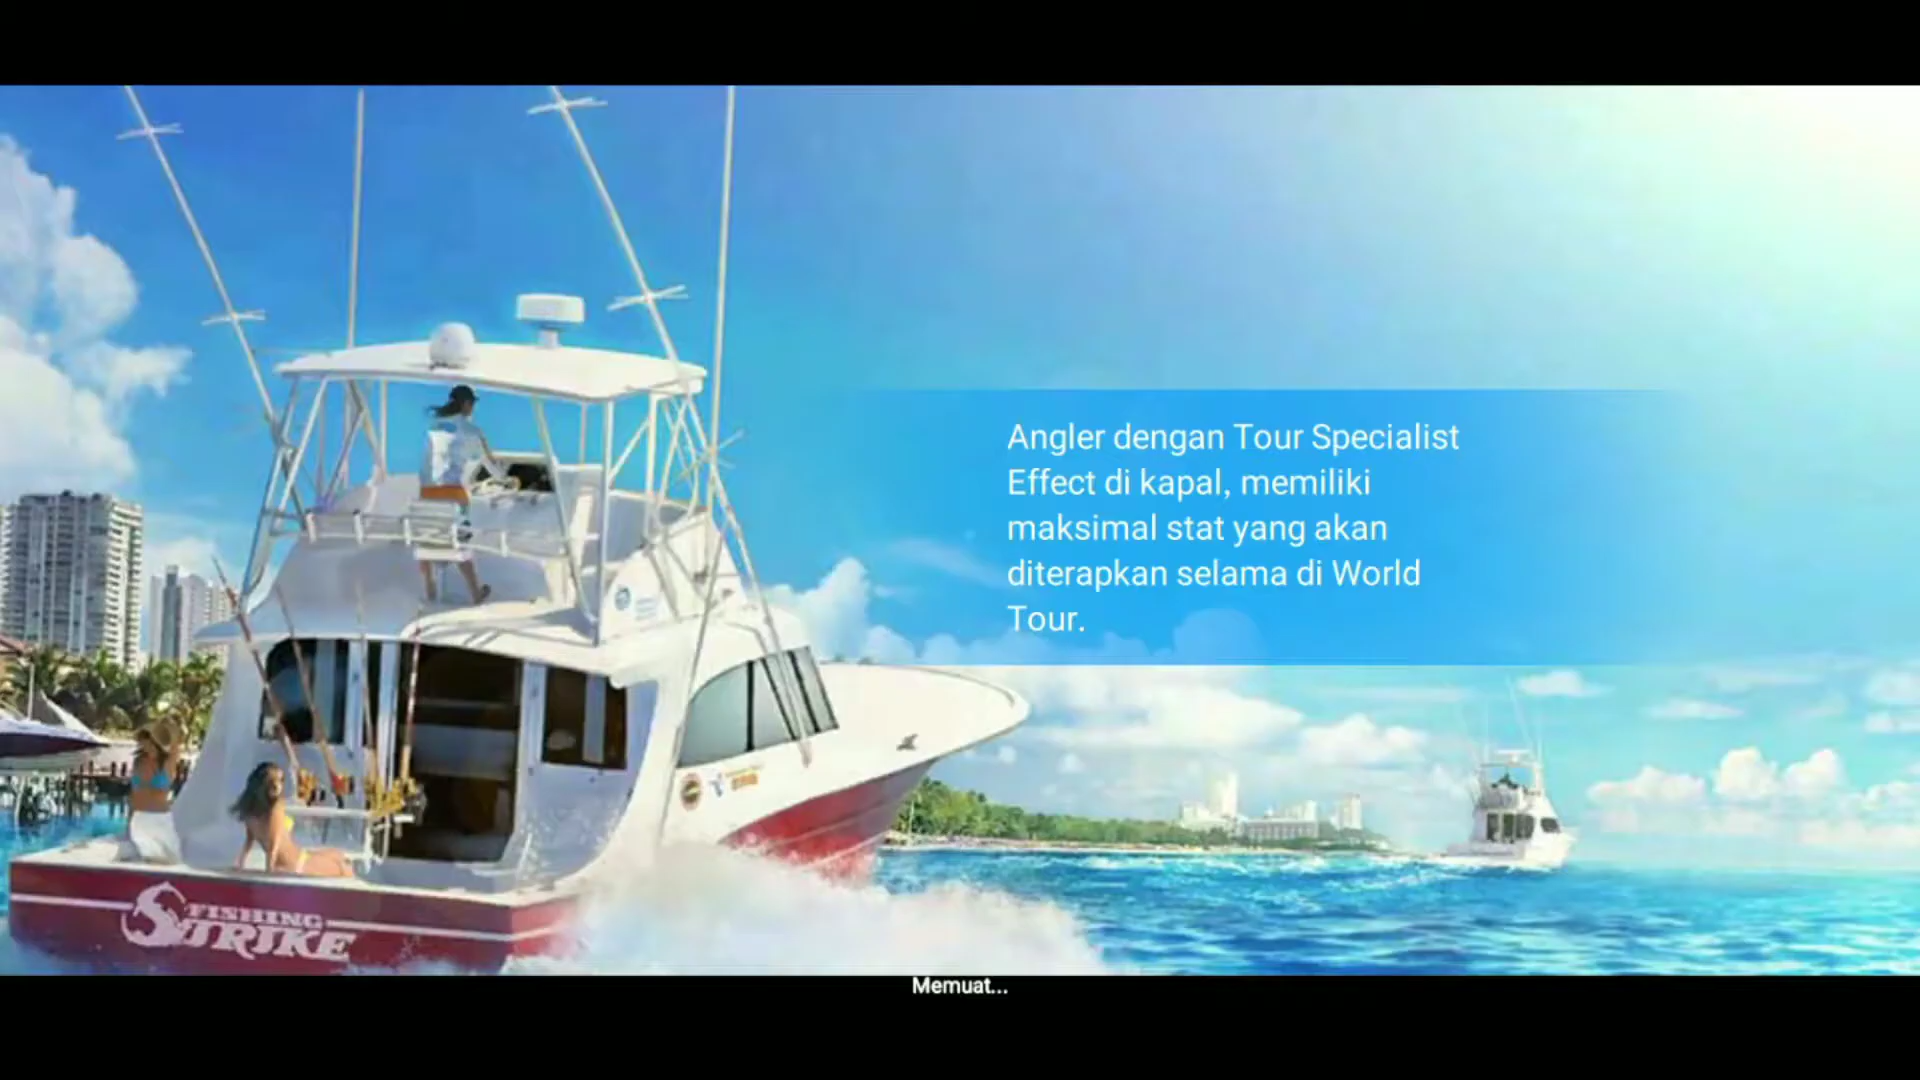 Angler dengan Tour Specialist
Effect di kapal, memiliki
maksimal stat yang akan
diterapkan selama di World
Tour.
FISHING
STRIKE
Memuat...